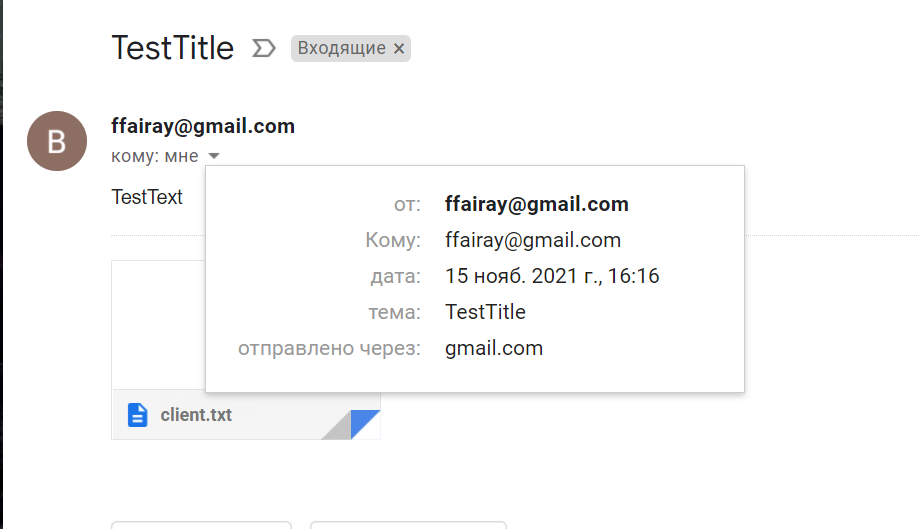 TestTitle
Входящие ×
B
ffairay@gmail.com
кому: мне
TestText
от: ffairay@gmail.com
Кому: ffairay@gmail.com
дата: 15 нояб. 2021 г., 16:16
тема: TestTitle
отправлено через: gmail.com
client.txt